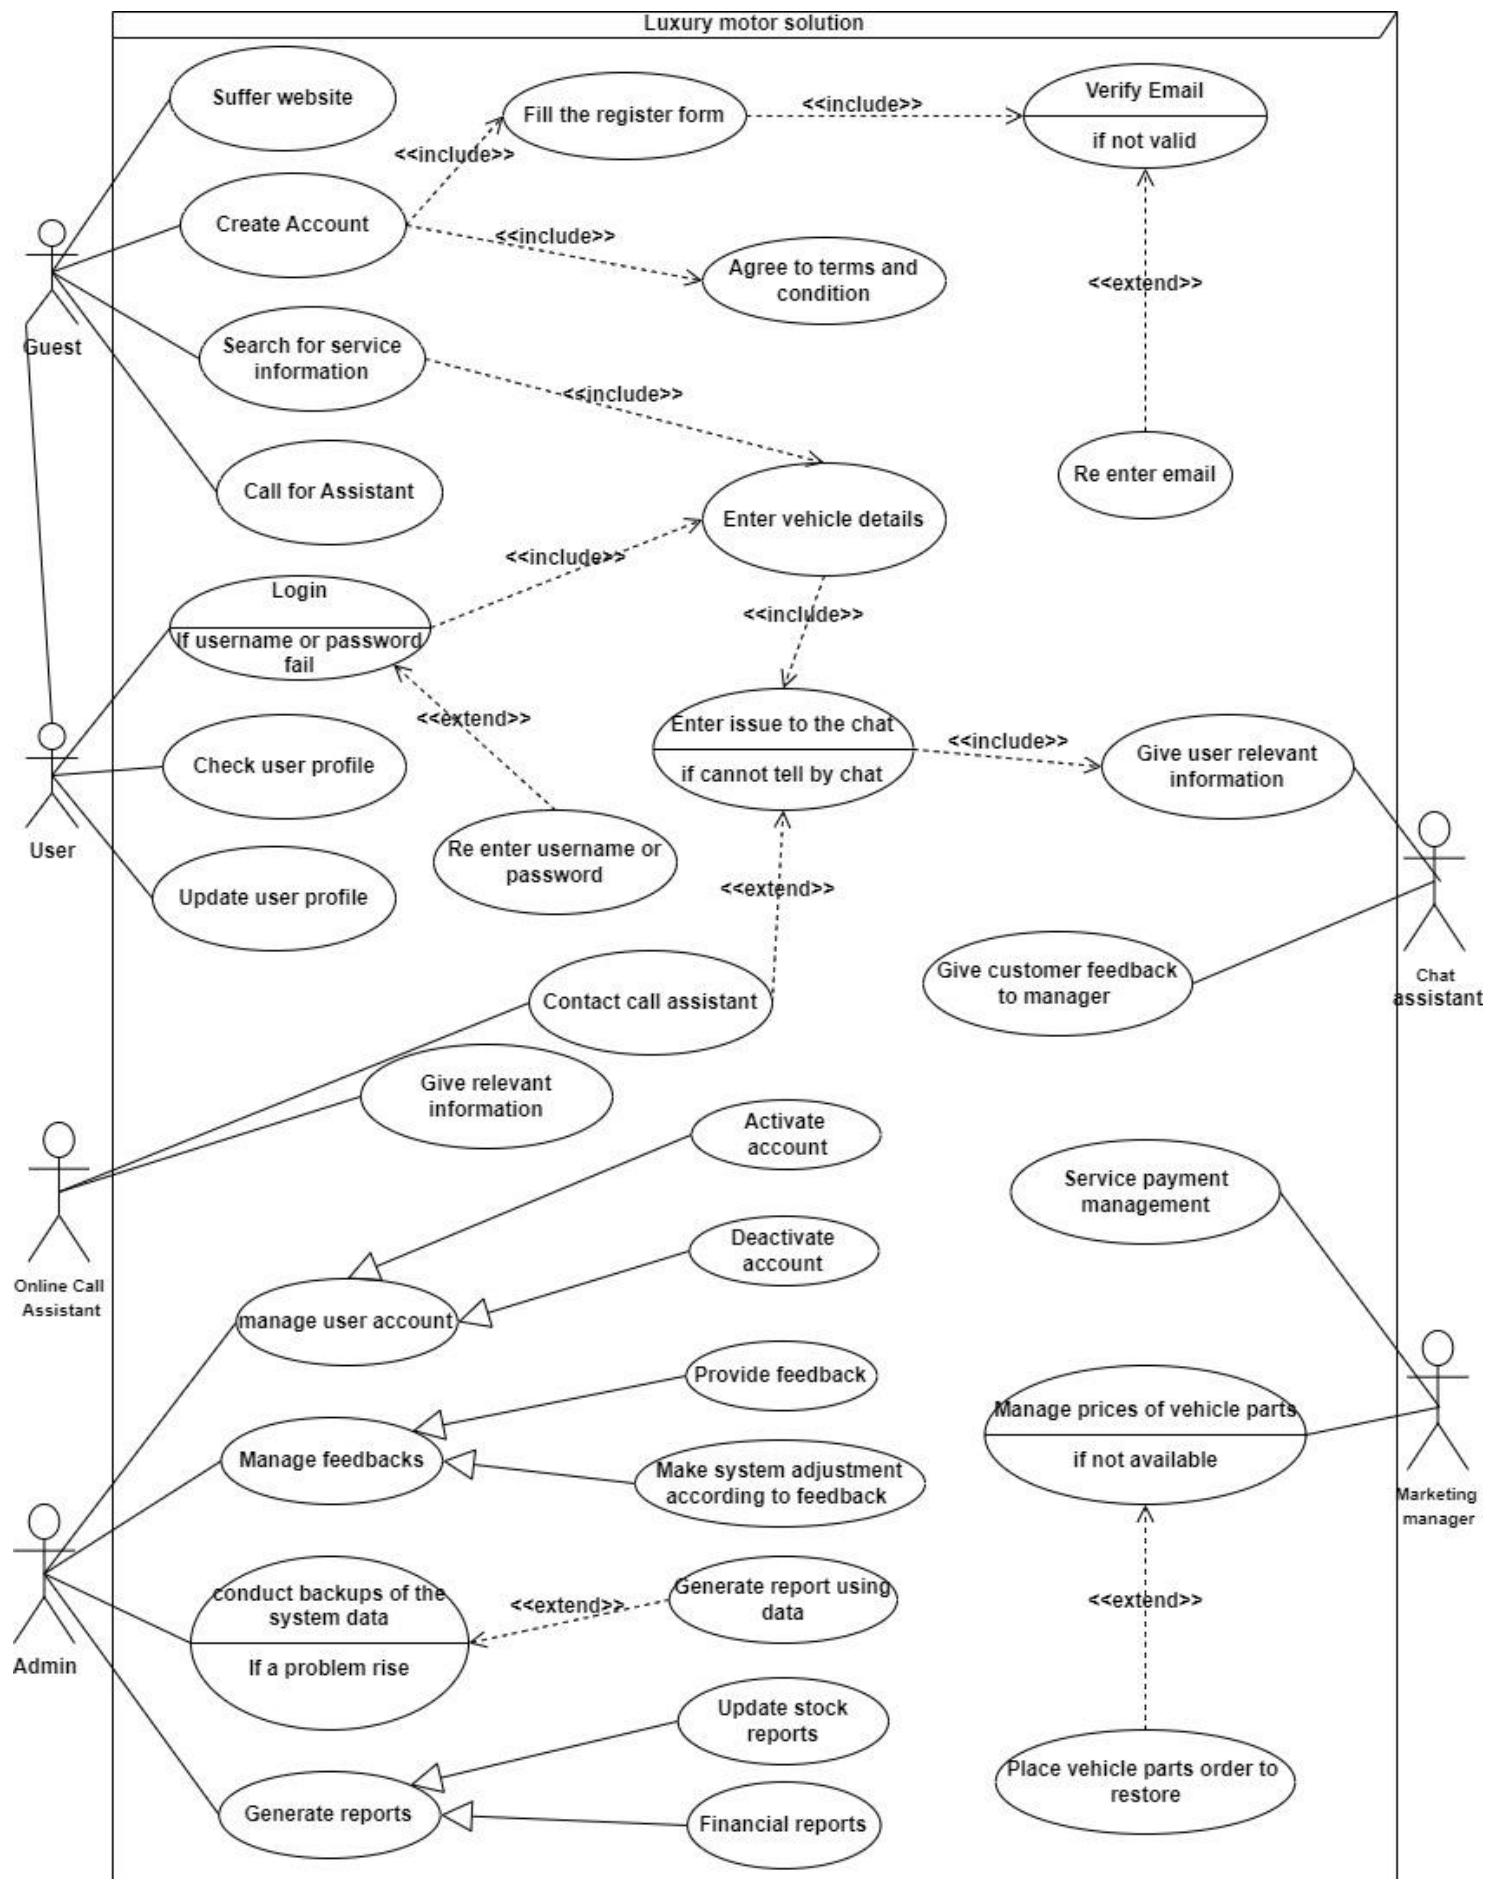 Luxury motor solution
Suffer website
Fill the register form
<<include>>
Verify Email
if not valid
<<include>>
Create Account
<<include>>
Agree to terms and
condition
<<extend>>
Guest
Search for service
information
<<include>>
Call for Assistant
Re enter email
Enter vehicle details
<<include>>
Login
If username or password
fail
<<include>>
<<extend>>
Enter issue to the chat
if cannot tell by chat
<<include>>
Give user relevant
information
Check user profile
User
Re enter username or
password
Update user profile
<<extend>>
Give customer feedback
to manager
Chat
assistant
Contact call assistant
Give relevant
information
Activate
account
Service payment
management
Deactivate
account
Online Call
Assistant
manage user account
Provide feedback
Manage prices of vehicle parts
if not available
Manage feedbacks
Make system adjustment
according to feedback
Marketing
manager
conduct backups of the
system data
If a problem rise
<<extend>>
Generate report using
data
<<extend>>
Admin
Update stock
reports
Place vehicle parts order to
restore
Generate reports
Financial reports